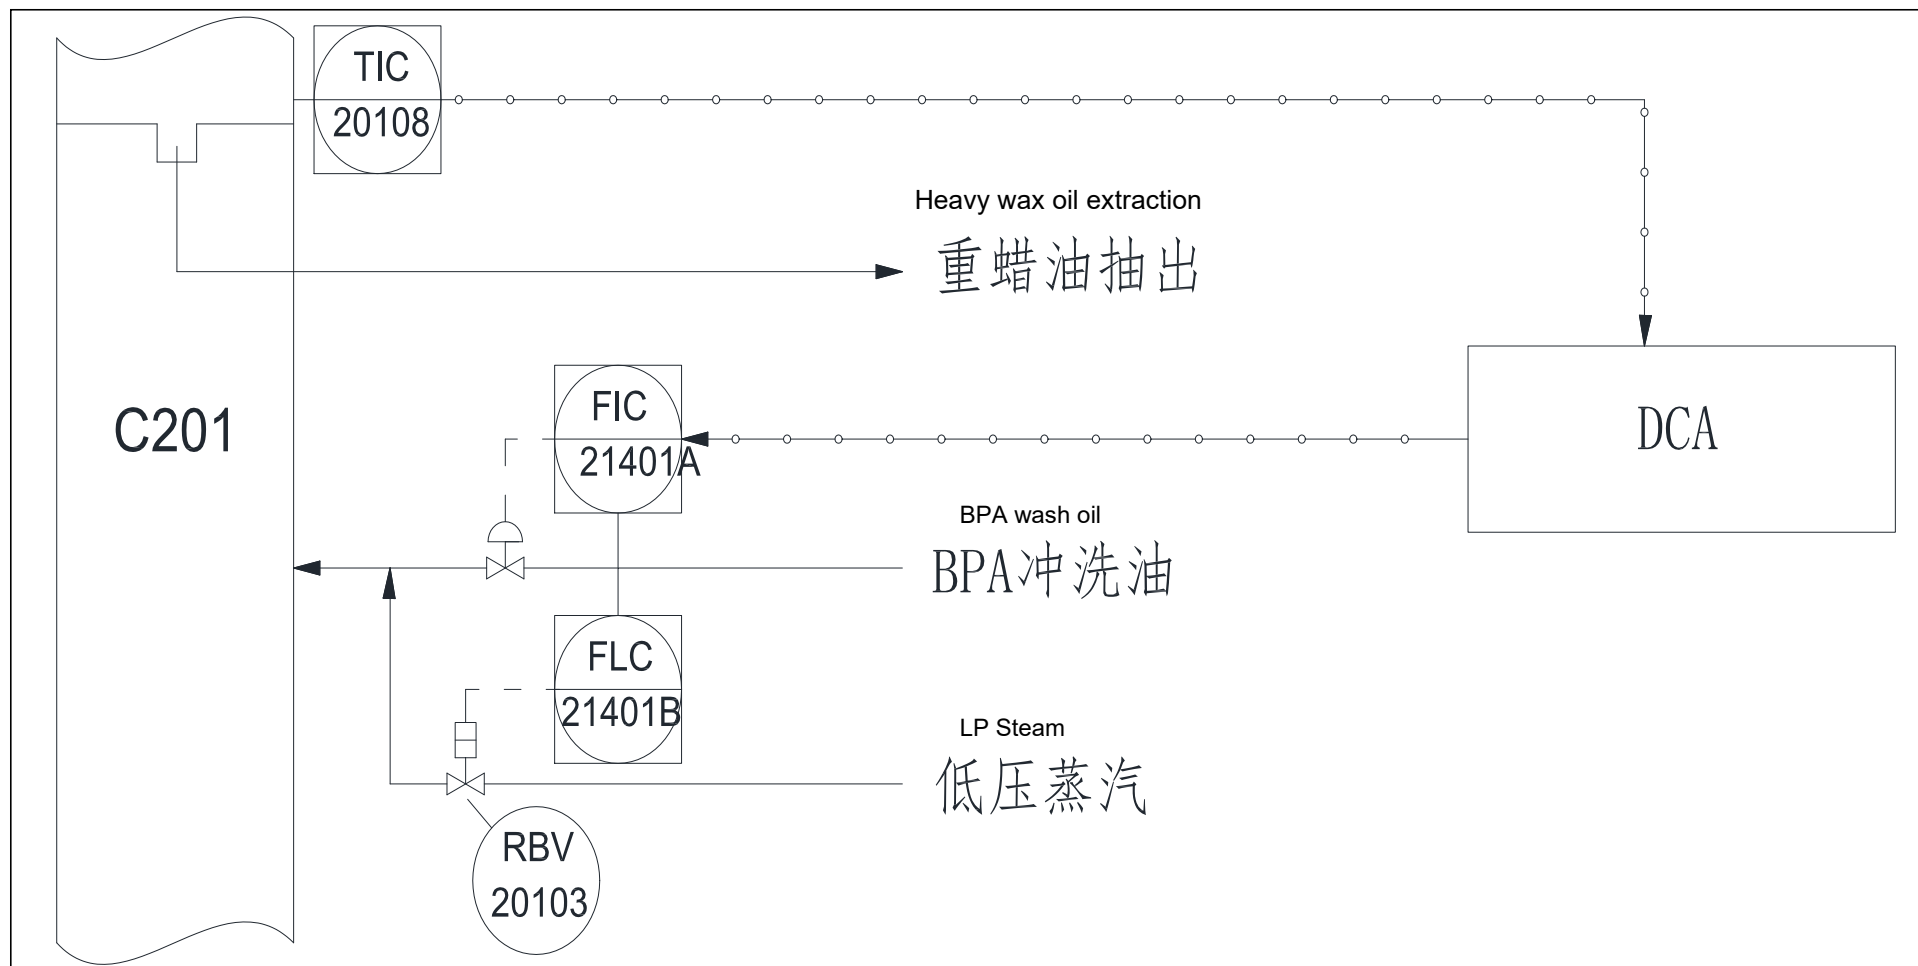 TIC
20108
Heavy wax oil extraction
重蜡油抽出
C201
FIC
21401A
DCA
BPA wash oil
BPA冲洗油
FLC
21401B
LP Steam
低压蒸汽
RBV
20103